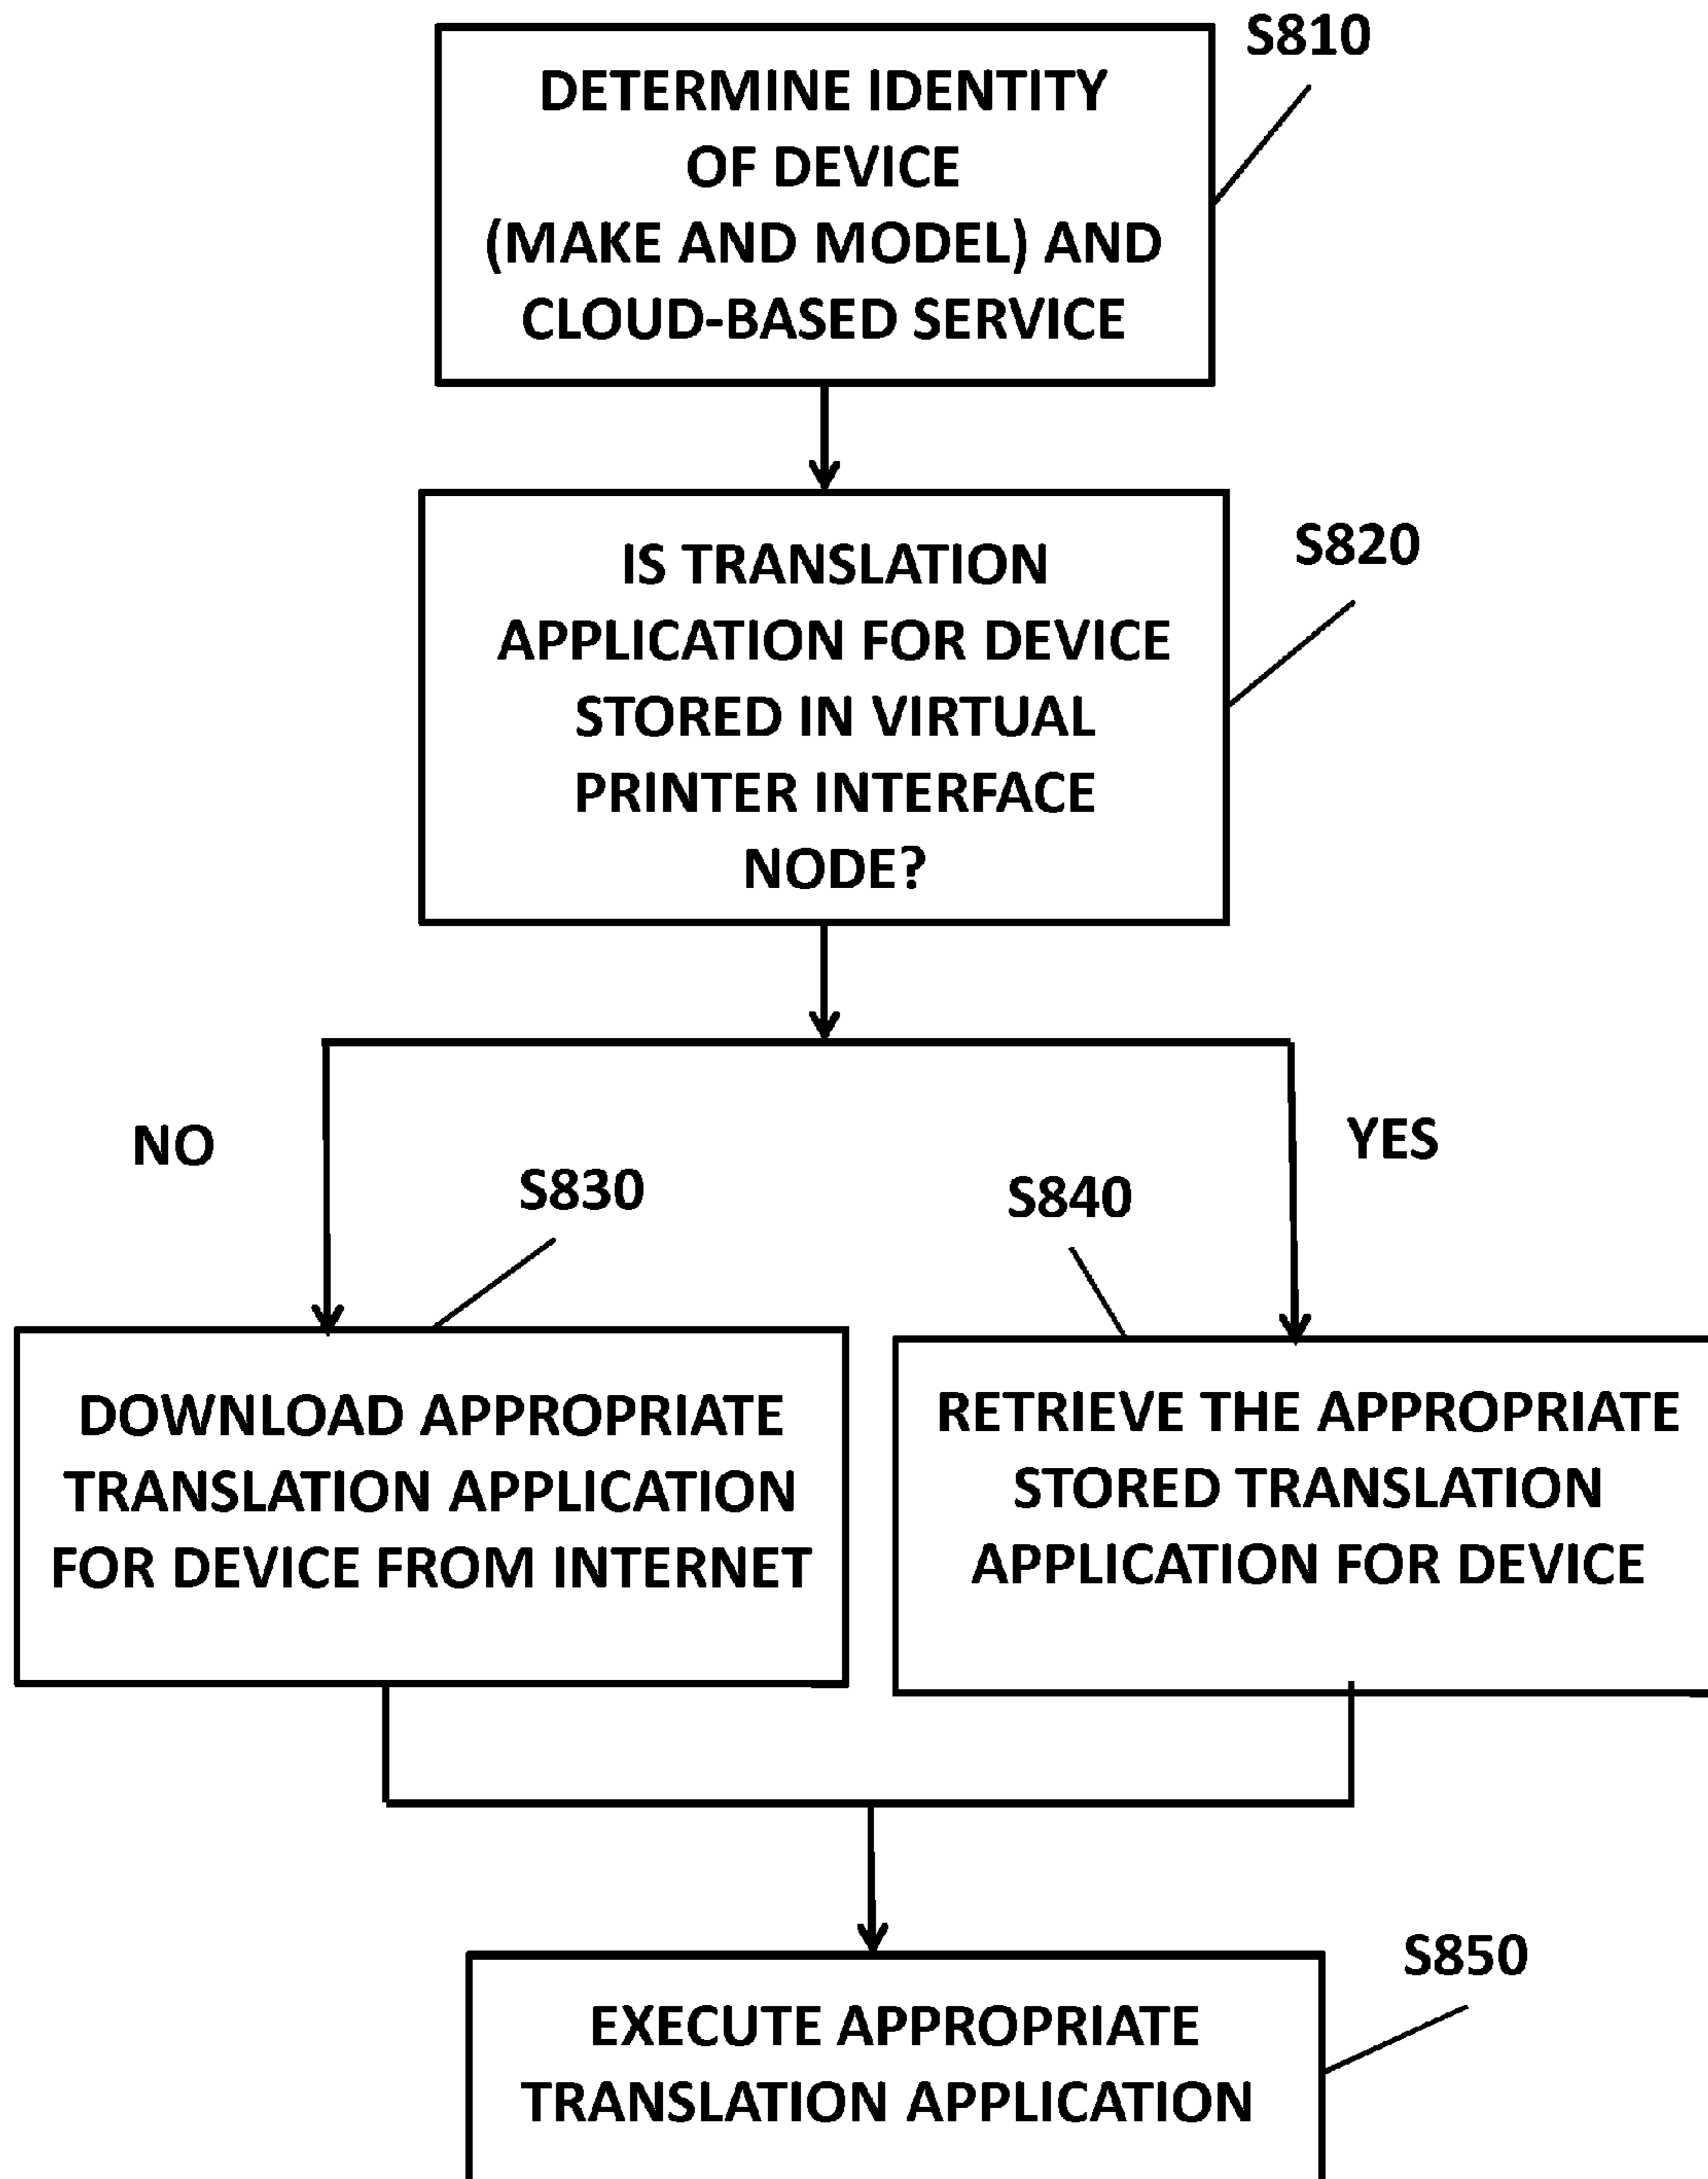 S810
DETERMINE IDENTITY
OF DEVICE
(MAKE AND MODEL) AND
CLOUD-BASED SERVICE
S820
IS TRANSLATION
APPLICATION FOR DEVICE
STORED IN VIRTUAL
PRINTER INTERFACE
NODE?
NO
YES
S830
S840
DOWNLOAD APPROPRIATE
TRANSLATION APPLICATION
FOR DEVICE FROM INTERNET
RETRIEVE THE APPROPRIATE
STORED TRANSLATION
APPLICATION FOR DEVICE
S850
EXECUTE APPROPRIATE
TRANSLATION APPLICATION